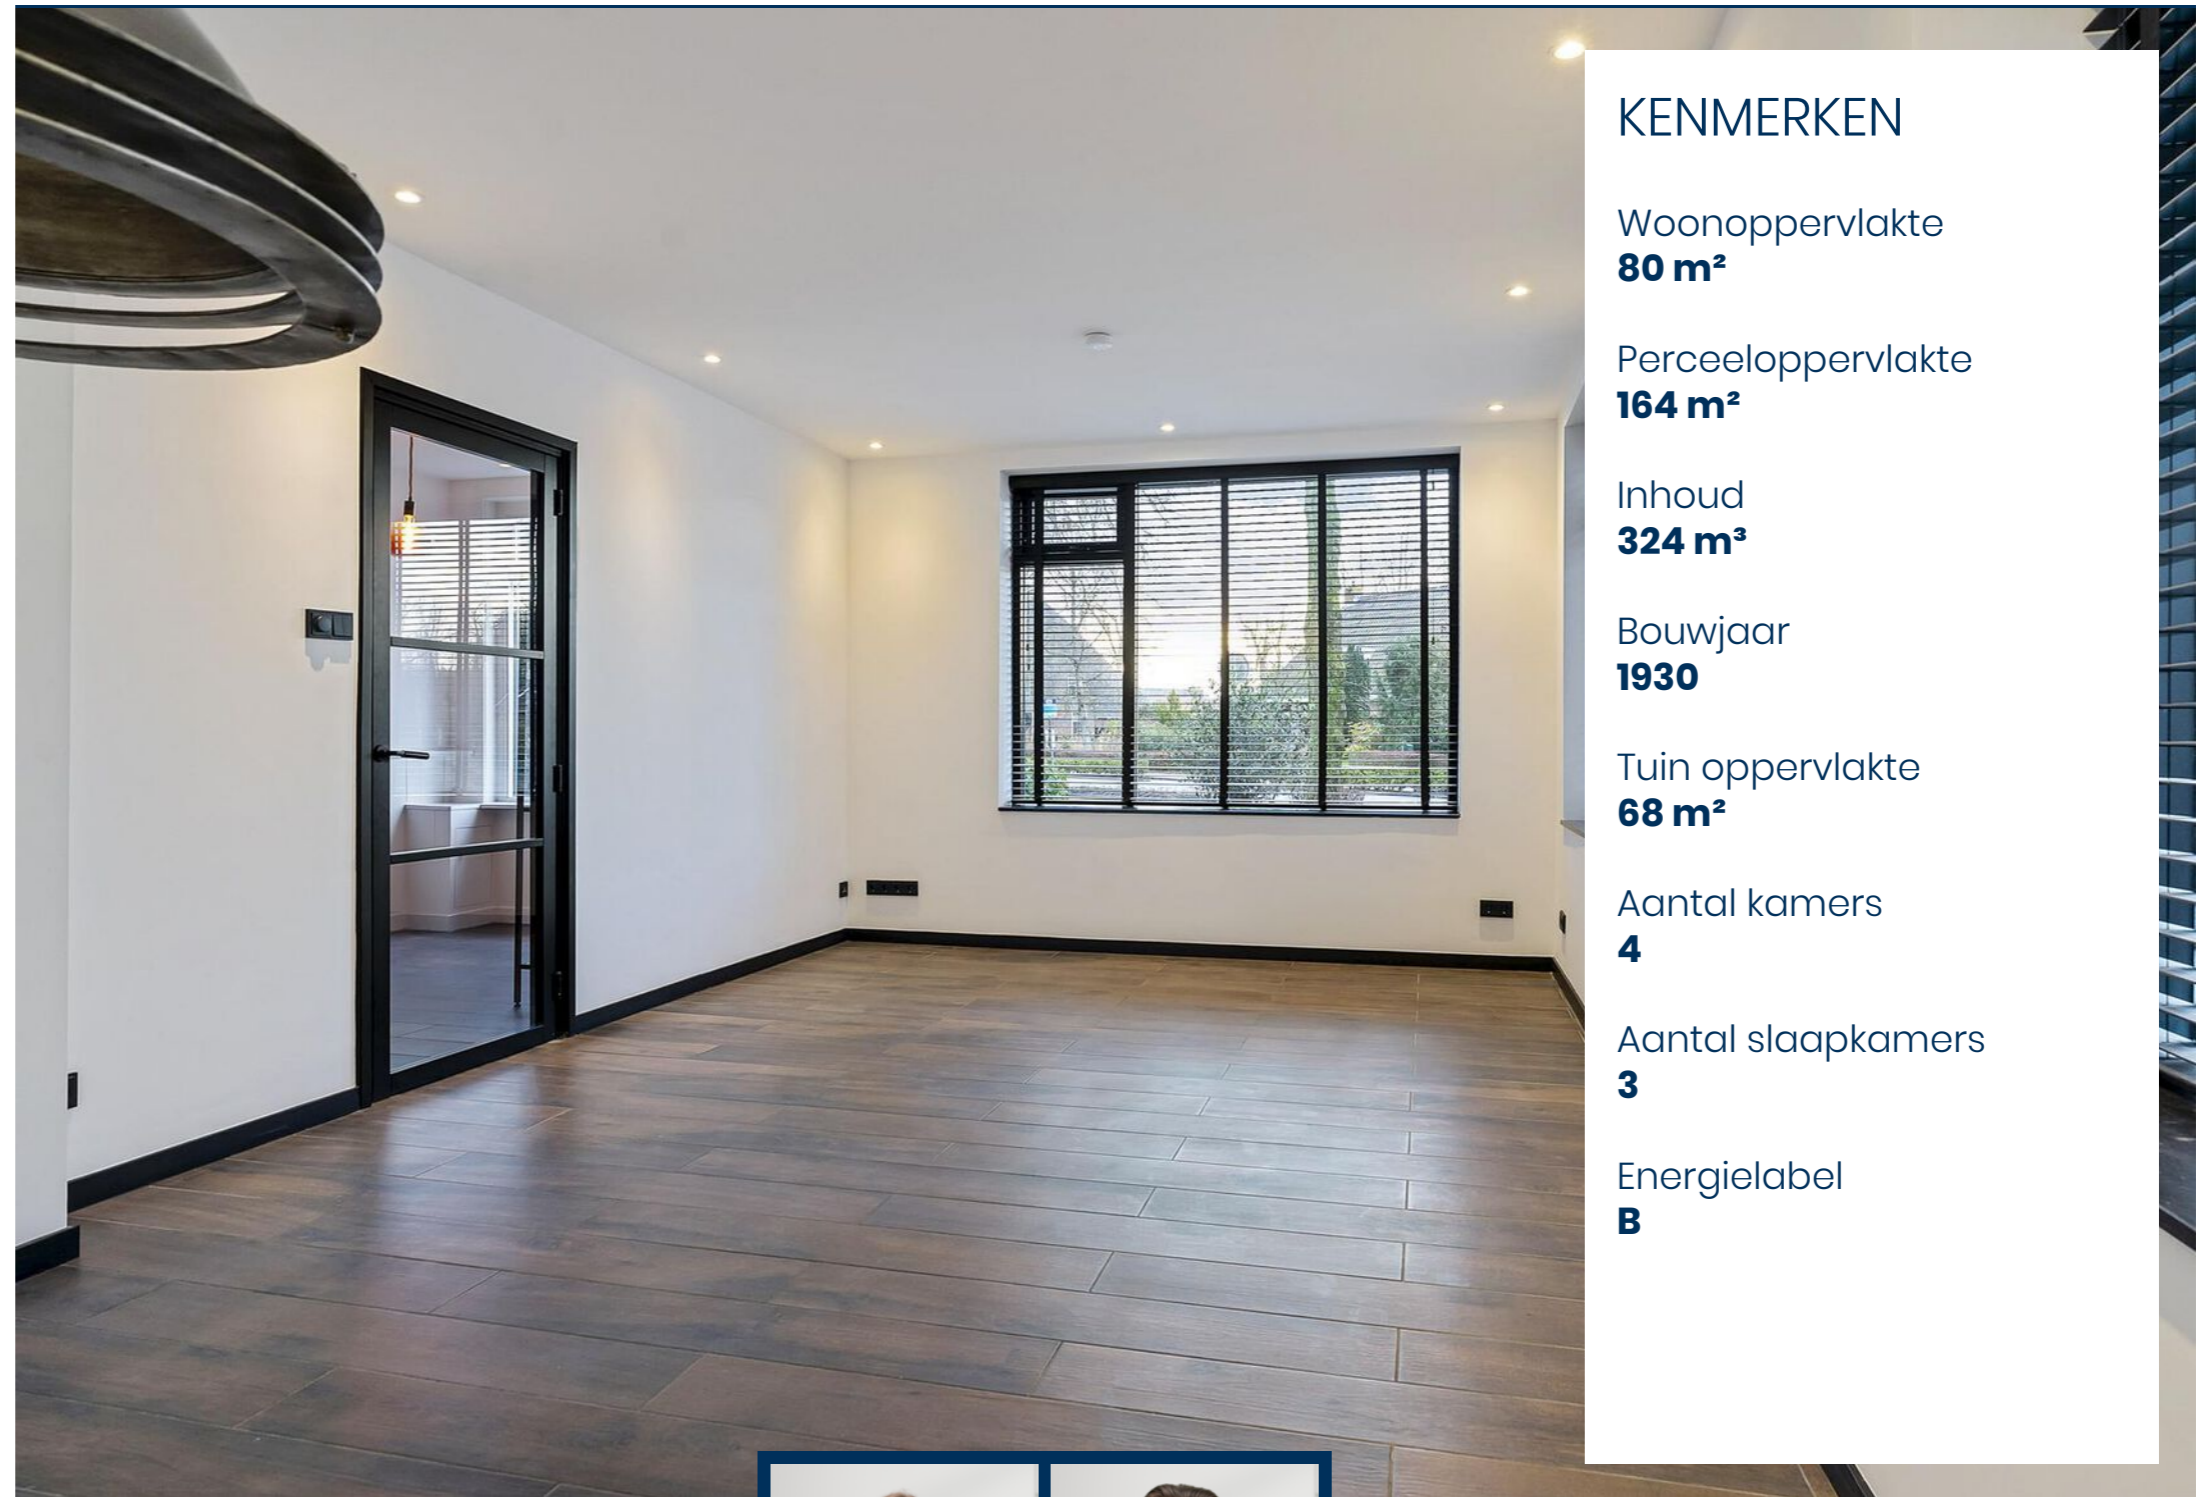 KENMERKEN
Woonoppervlakte
80 m²
Perceeloppervlakte
164 m²
Inhoud
324 m³
Bouwjaar
1930
Tuin oppervlakte
68 m²
Aantal kamers
4
Aantal slaapkamers
3
Energielabel
B